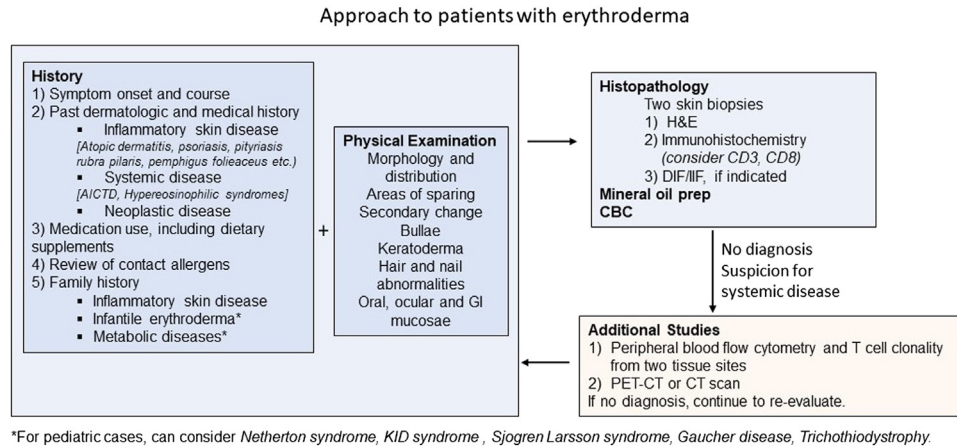 Approach to patients with erythroderma
History
1) Symptom onset and course
2) Past dermatologic and medical history
▪ Inflammatory skin disease
[Atopic dermatitis, psoriasis, pityriasis
rubra pilaris, pemphigus folieaceus etc.)
▪ Systemic disease
[AICTD, Hypereosinophilic syndromes]
▪ Neoplastic disease
3) Medication use, including dietary
supplements
4) Review of contact allergens
5) Family history
▪ Inflammatory skin disease
▪ Infantile erythroderma*
▪ Metabolic diseases*
+
Physical Examination
Morphology and
distribution
Areas of sparing
Secondary change
Bullae
Keratoderma
Hair and nail
abnormalities
Oral, ocular and GI
mucosae
Histopathology
Two skin biopsies
1) H&E
2) Immunohistochemistry
(consider CD3, CD8)
3) DIF/IIF, if indicated
Mineral oil prep
CBC
No diagnosis
Suspicion for
systemic disease
Additional Studies
1) Peripheral blood flow cytometry and T cell clonality
from two tissue sites
2) PET-CT or CT scan
If no diagnosis, continue to re-evaluate.
*For pediatric cases, can consider Netherton syndrome, KID syndrome , Sjogren Larsson syndrome, Gaucher disease, Trichothiodystrophy.